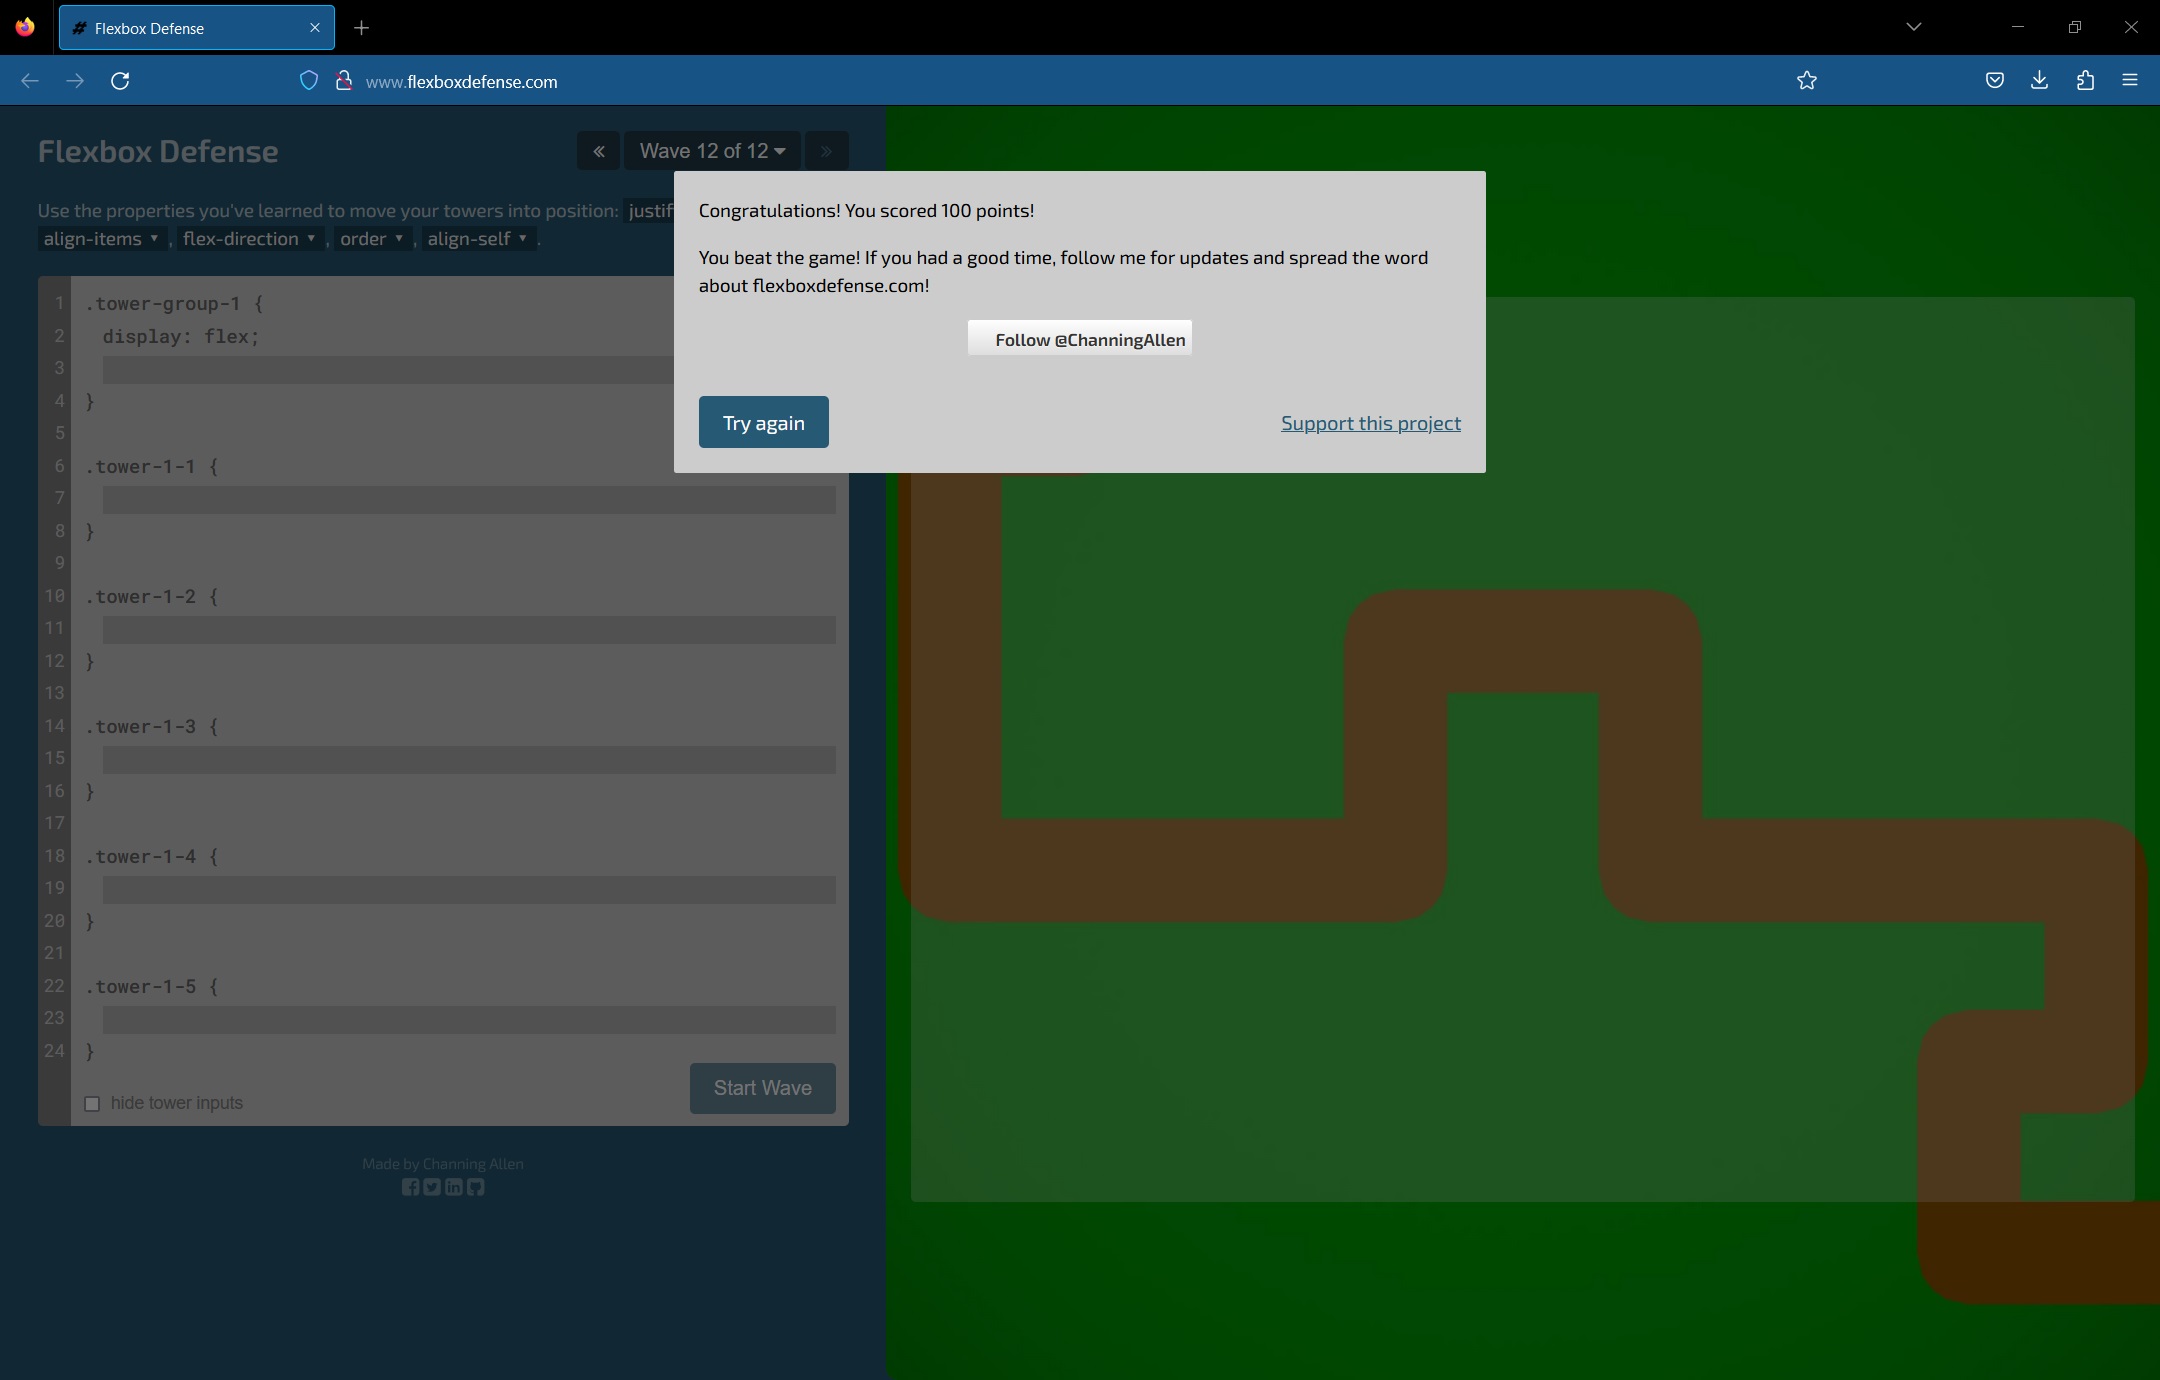 Flexbox Defense
www.flexboxdefense.com
Flexbox Defense
Wave 12 of 12
Use the properties you've learned to move your towers into position: justif
align-items ▼ , flex-direction ▼ , order ▼ , align-self ▼ .
Congratulations! You scored 100 points!
You beat the game! If you had a good time, follow me for updates and spread the word
about flexboxdefense.com!
Follow @ChanningAllen
Try again
Support this project
1 .tower-group-1 {
2 display: flex;
3
4 }
5
6 .tower-1-1 {
7
8 }
9
10 .tower-1-2 {
11
12 }
13
14 .tower-1-3 {
15
16 }
17
18 .tower-1-4 {
19
20 }
21
22 .tower-1-5 {
23
24 }
hide tower inputs
Start Wave
Made by Channing Allen